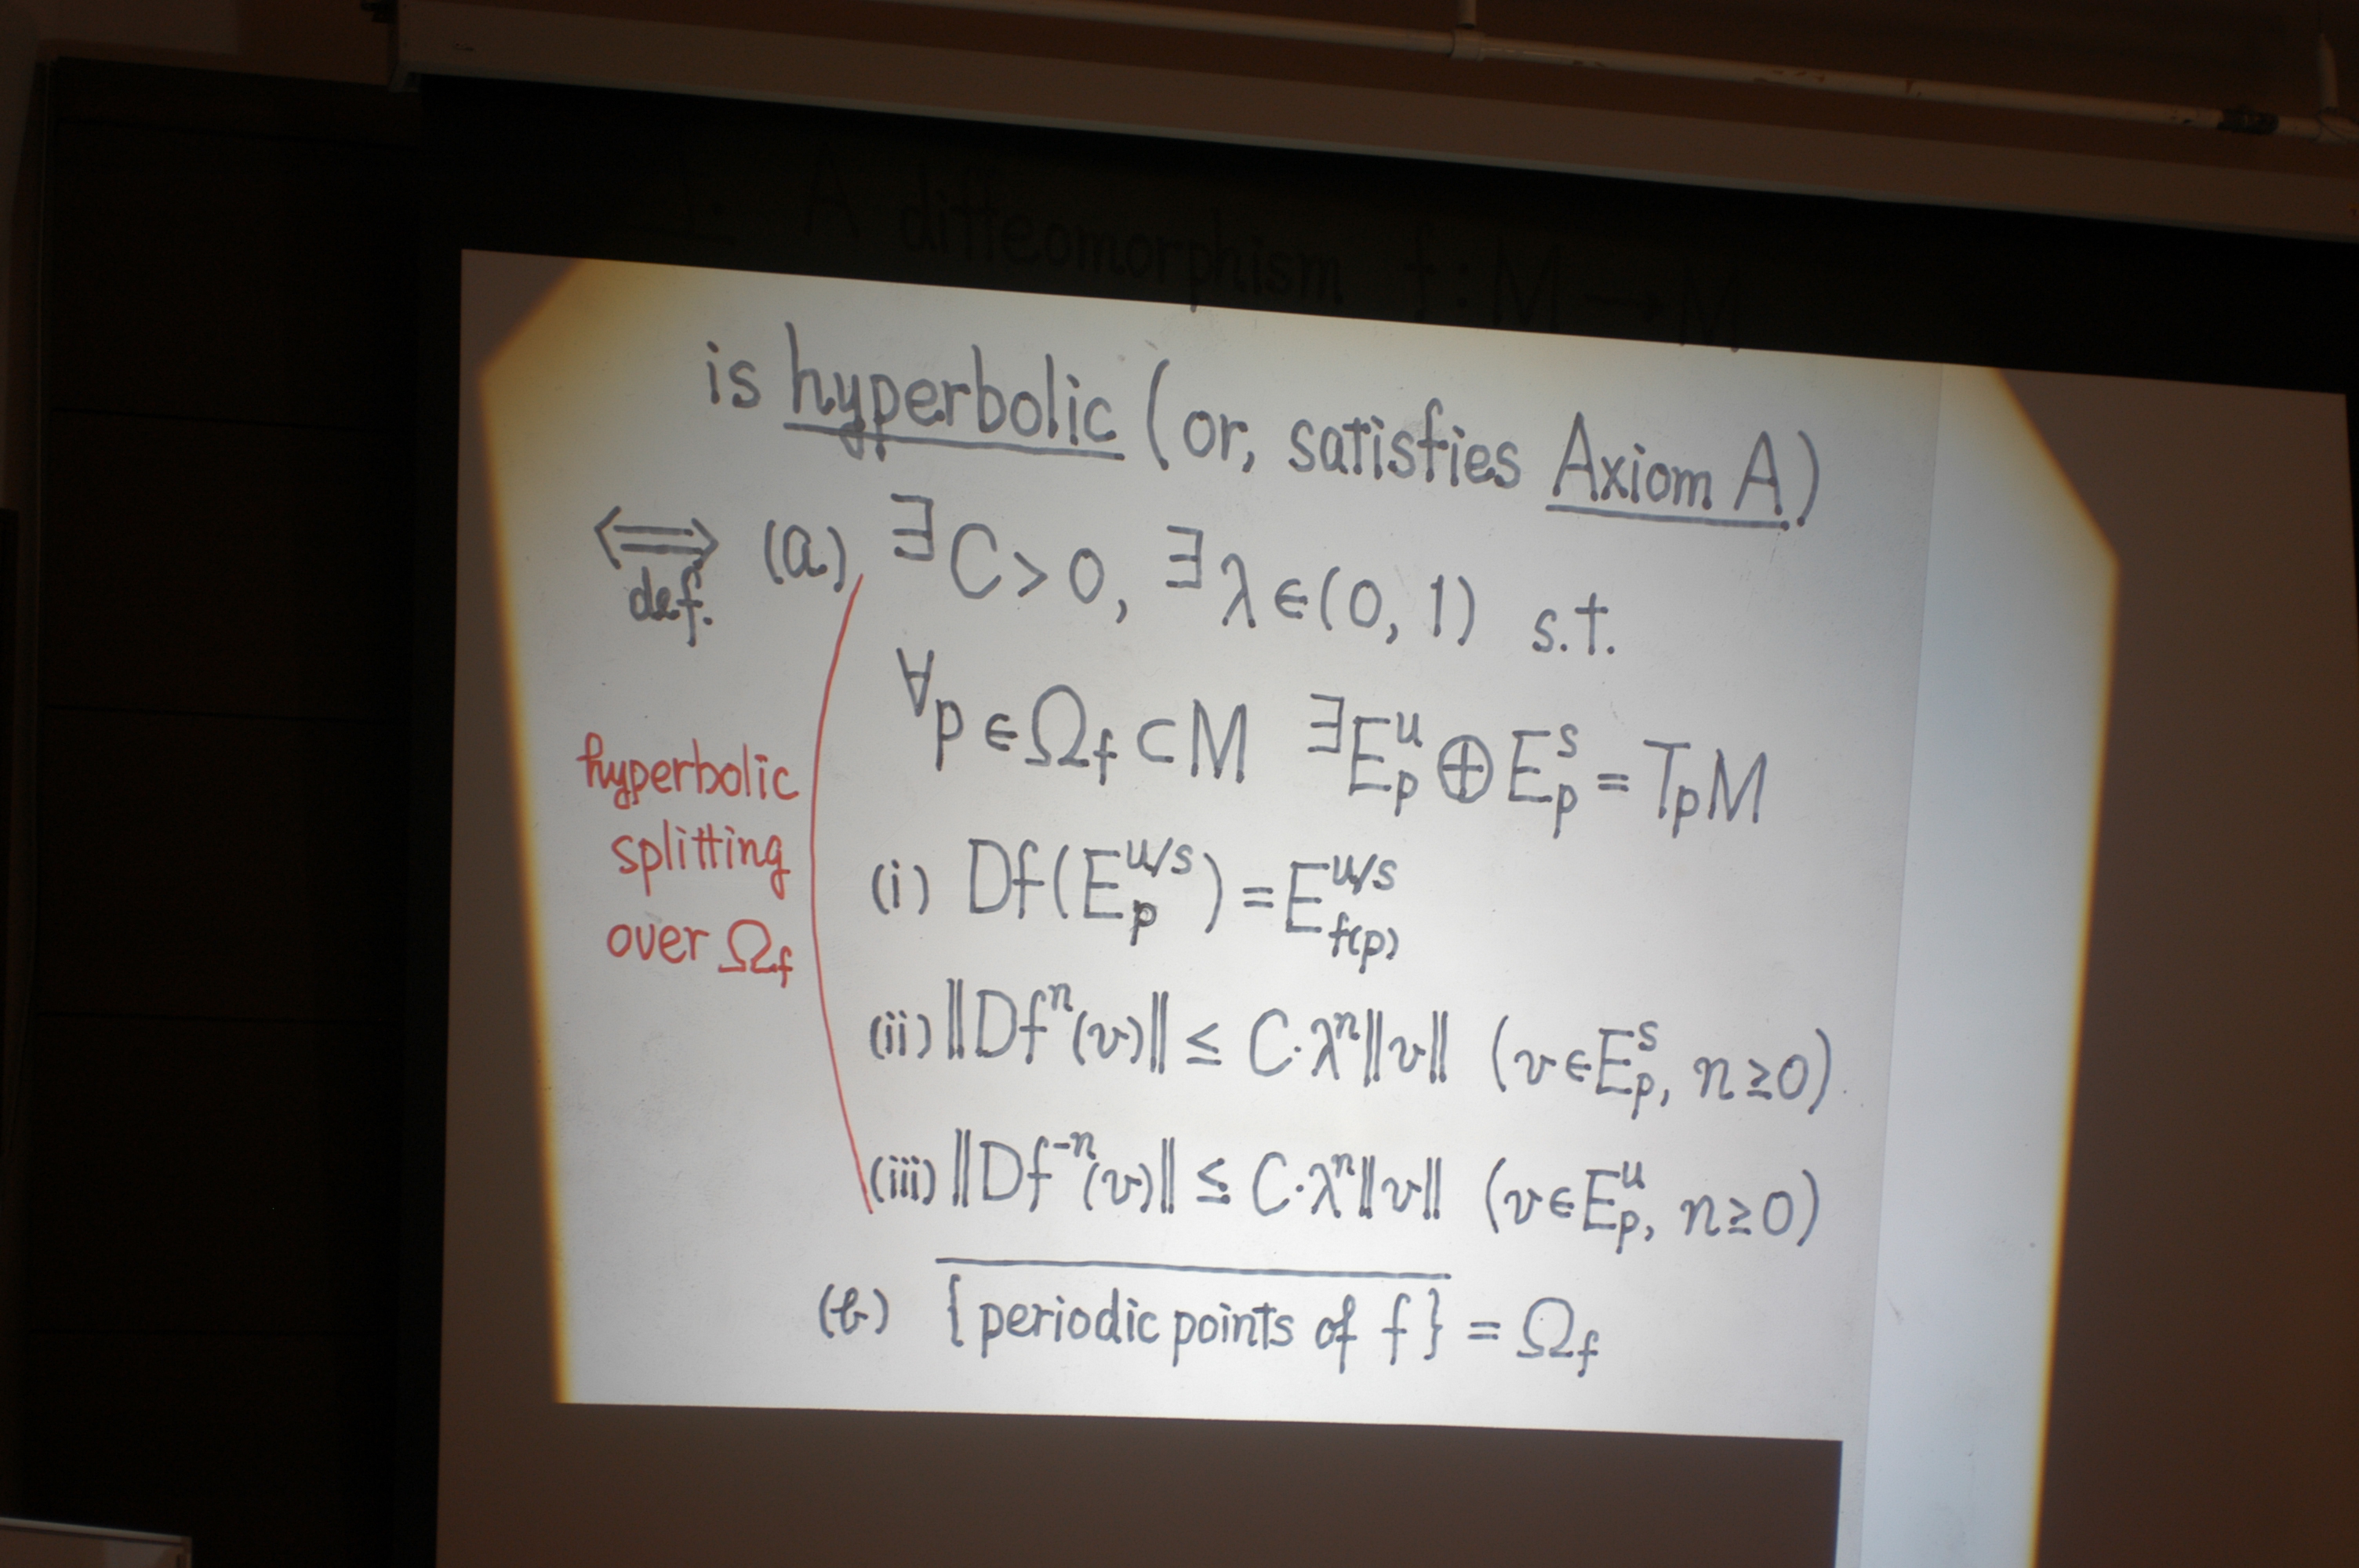 1. A diffeomorphism f : M → M
is hyperbolic (or, satisfies Axiom A)
⟺ def. (a) ∃C > 0, ∃λ ∈ (0, 1) s.t.
∀p ∈ Ω_f ⊂ M ∃E^u_p ⊕ E^s_p = T_pM
hyperbolic
splitting
over Ω_f
(i) Df(E^{u/s}_p) = E^{u/s}_{f(p)}
(ii) ‖Df^n(v)‖ ≤ C·λ^n‖v‖ (v ∈ E^s_p, n ≥ 0)
(iii) ‖Df^{-n}(v)‖ ≤ C·λ^n‖v‖ (v ∈ E^u_p, n ≥ 0)
(b) \overline{{periodic points of f}} = Ω_f